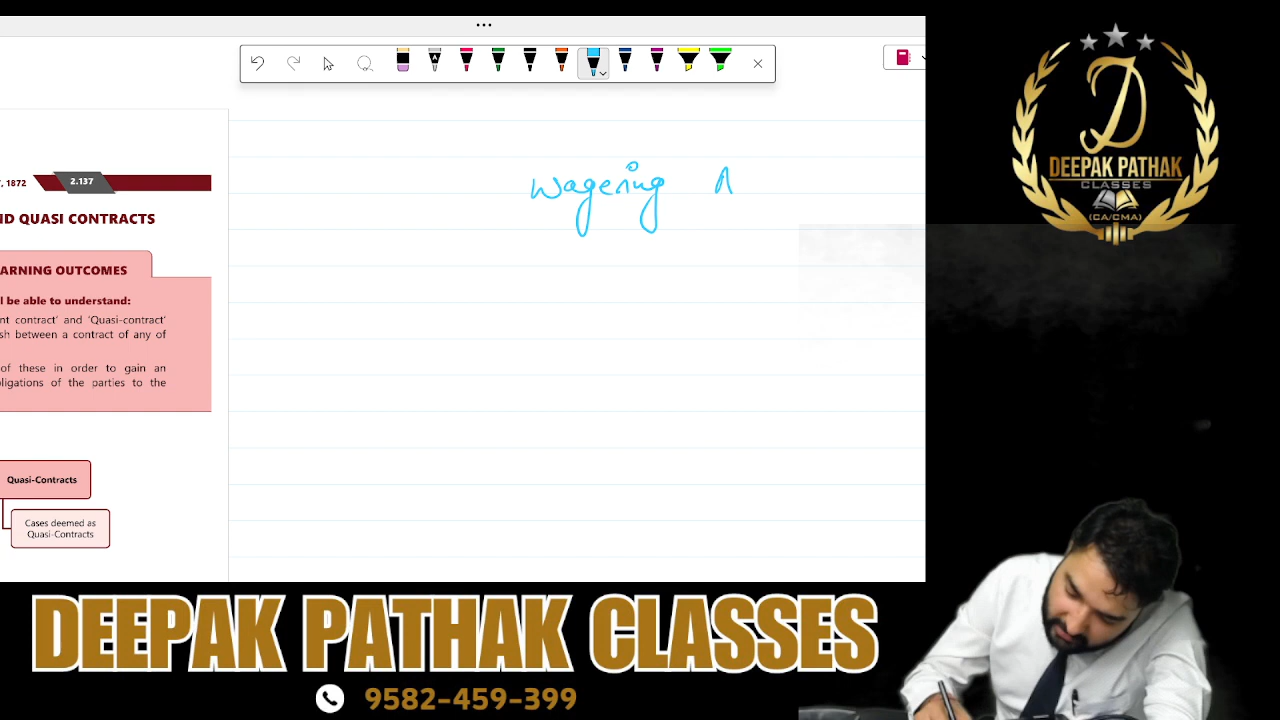 , 1872 2.137
ND QUASI CONTRACTS
ARNING OUTCOMES
l be able to understand:
nt contract' and 'Quasi-contract'
sh between a contract of any of
of these in order to gain an
bligations of the parties to the
Quasi-Contracts
Cases deemed as
Quasi-Contracts
wagering A
D
DEEPAK PATHAK
CLASSES
(CA/CMA)
DEEPAK PATHAK CLASSES
9582-459-399